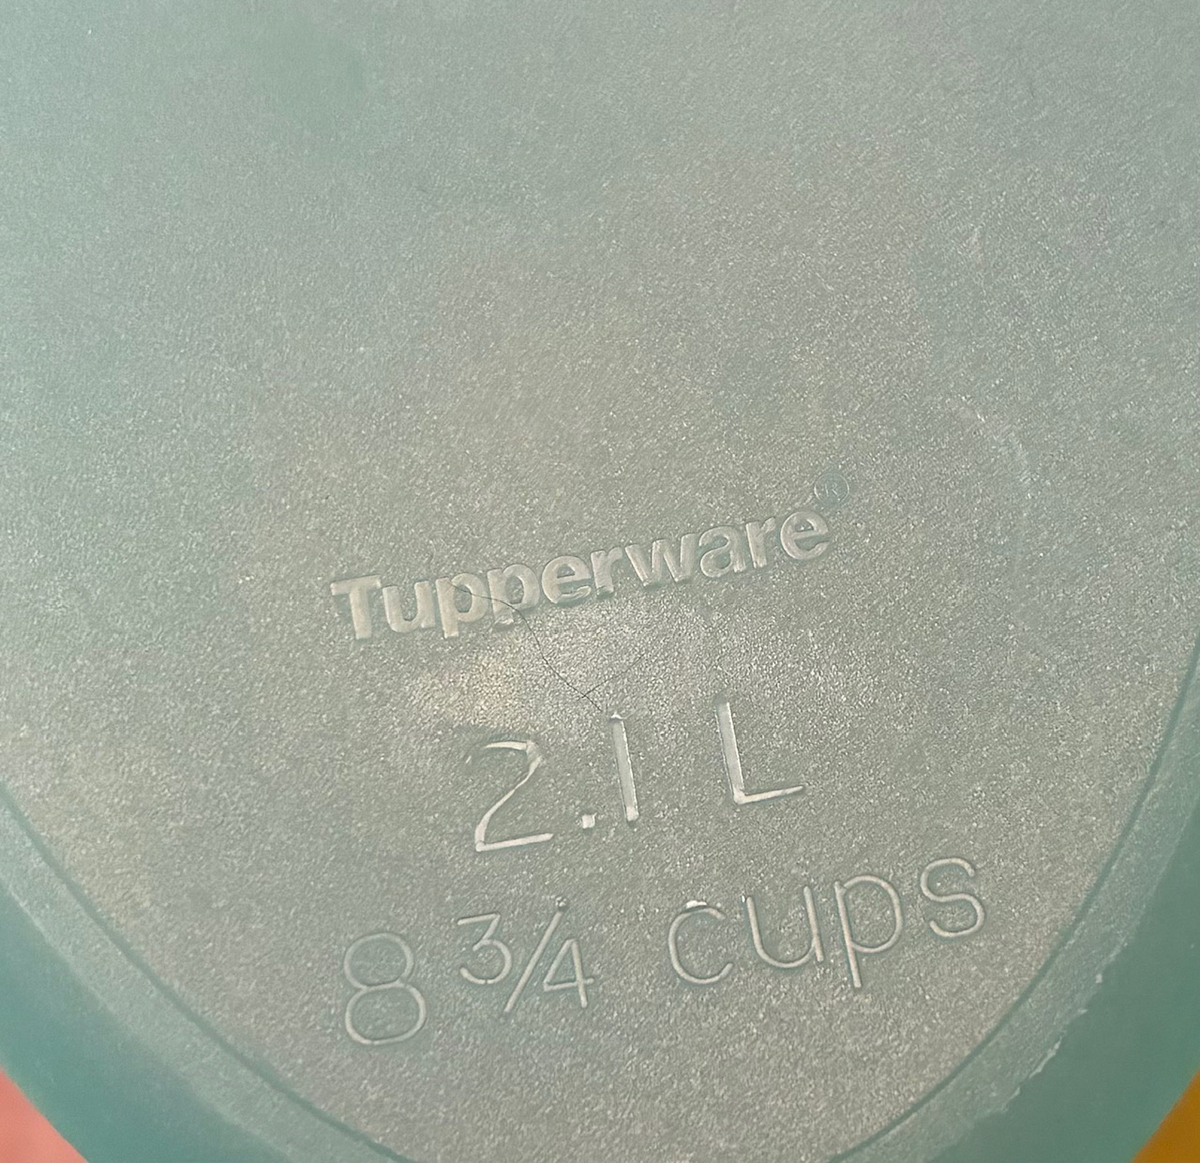 Tupperware®
2.1 L
8 ¾ cups